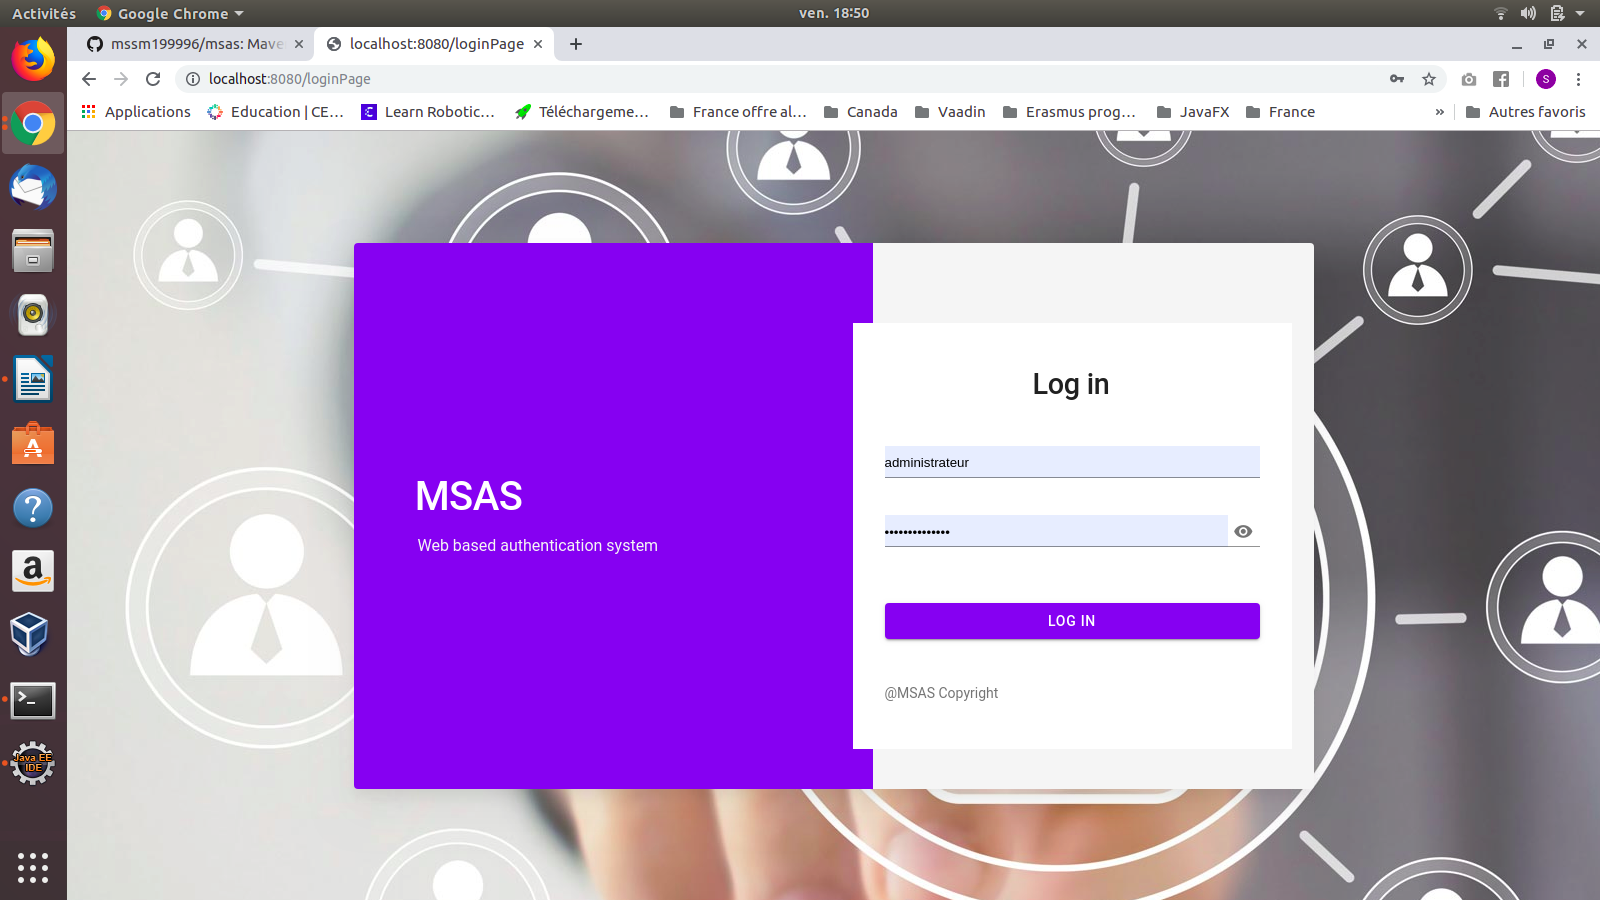 Activités
Google Chrome
ven. 18:50
mssm199996/msas: Mave
localhost:8080/loginPage
localhost:8080/loginPage
S
Applications
Education | CE...
Learn Robotic...
Téléchargeme...
France offre al...
Canada
Vaadin
Erasmus prog...
JavaFX
France
»
Autres favoris
Log in
administrateur
••••••••••••••
MSAS
Web based authentication system
LOG IN
@MSAS Copyright
Java EE
IDE